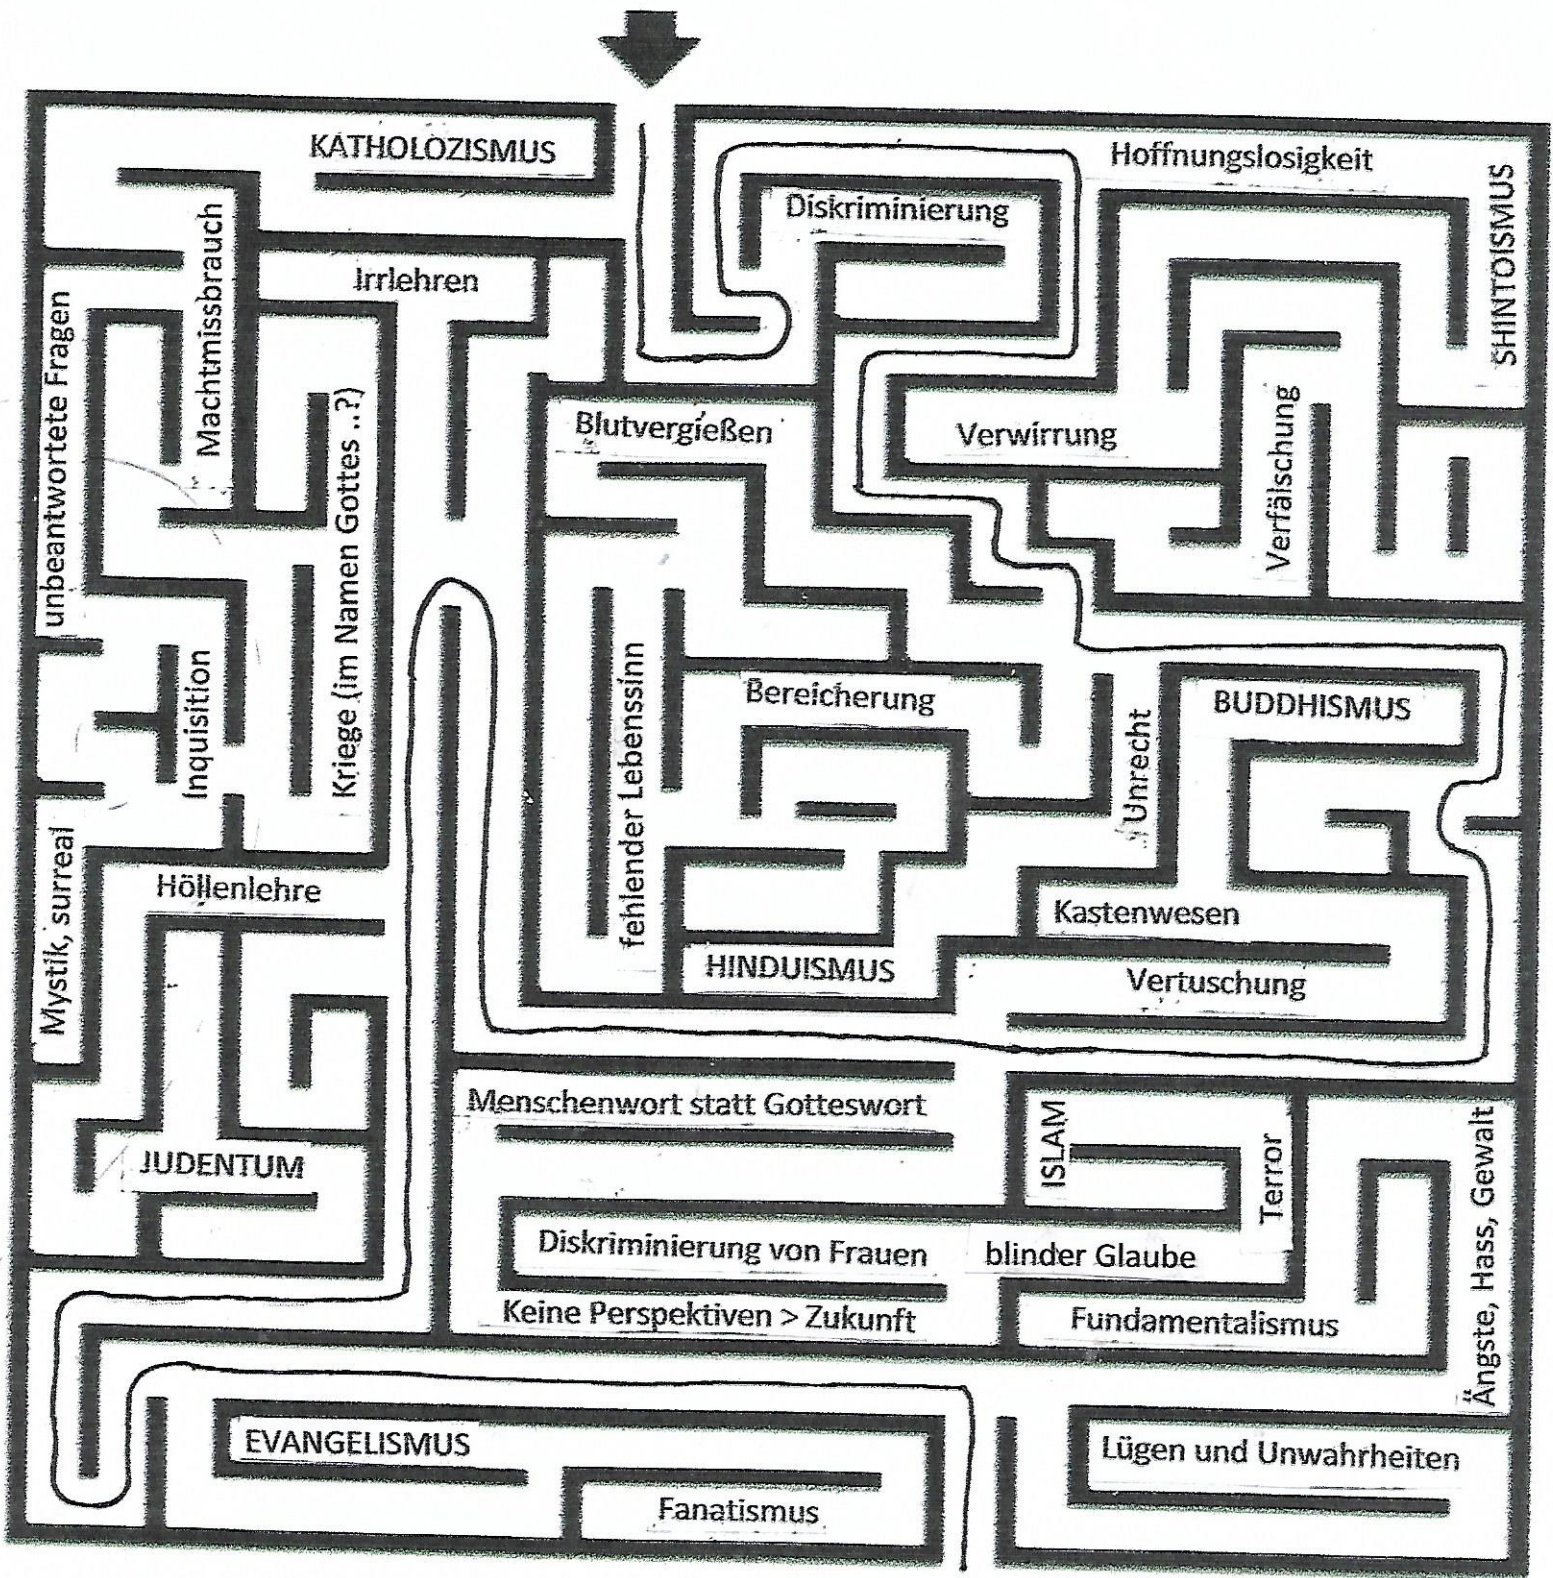 KATHOLOZISMUS
Hoffnungslosigkeit
SHINTOISMUS
Diskriminierung
Machtmissbrauch
Irrlehren
unbeantwortete Fragen
Kriege (im Namen Gottes ..?)
Blutvergießen
Verwirrung
Verfälschung
Inquisition
fehlender Lebenssinn
Bereicherung
Unrecht
BUDDHISMUS
Mystik, surreal
Höllenlehre
Kastenwesen
HINDUISMUS
Vertuschung
Menschenwort statt Gotteswort
ISLAM
Terror
Ängste, Hass, Gewalt
JUDENTUM
Diskriminierung von Frauen
blinder Glaube
Keine Perspektiven > Zukunft
Fundamentalismus
EVANGELISMUS
Lügen und Unwahrheiten
Fanatismus